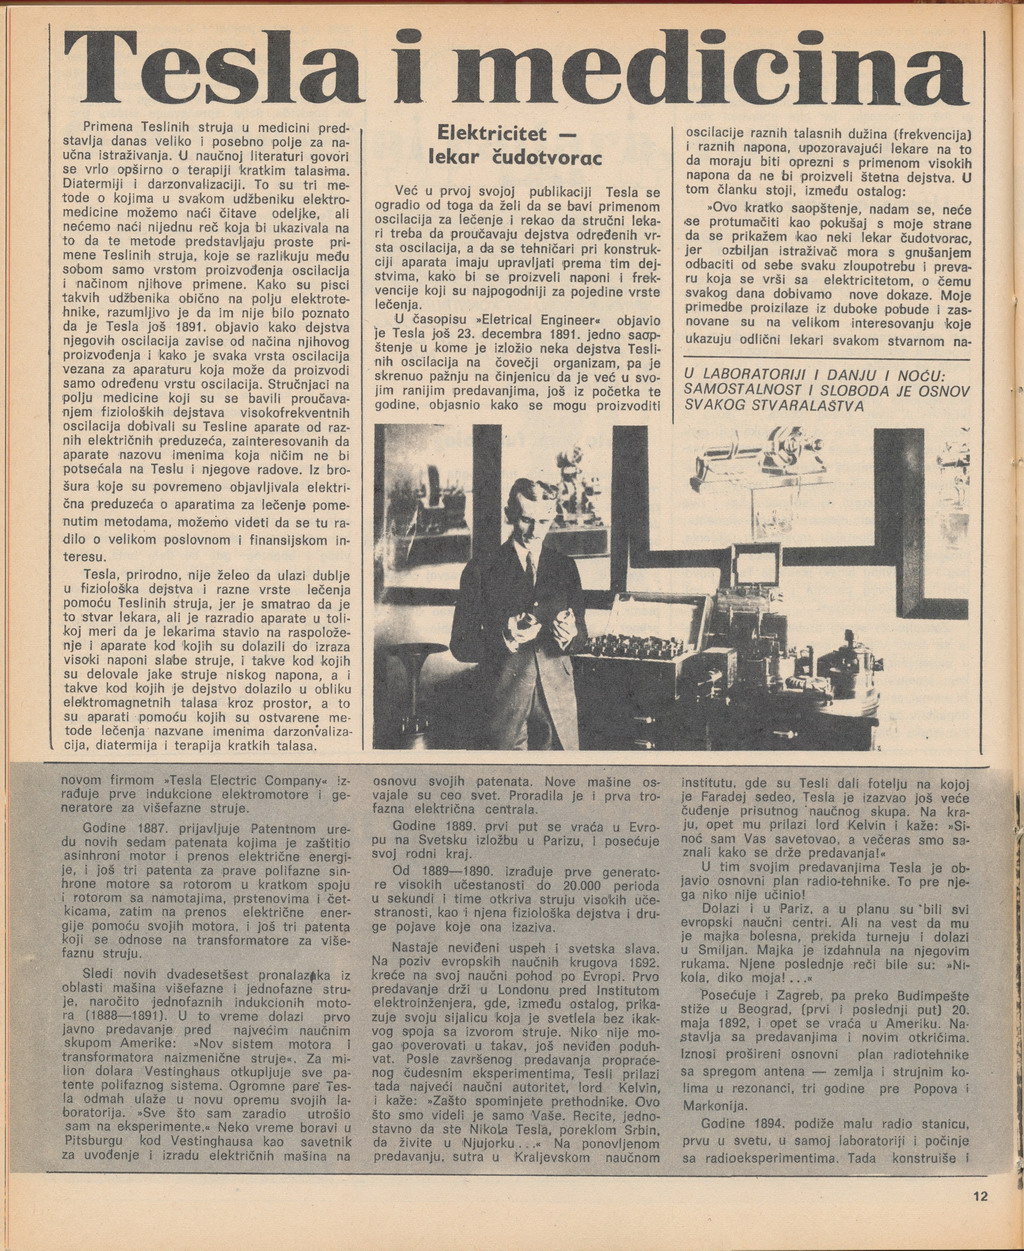 Tesla i medicina
Primena Teslinih struja u medicini pred-
stavlja danas veliko i posebno polje za na-
učna istraživanja. U naučnoj literaturi govori
se vrlo opširno o terapiji kratkim talasima.
Diatermiji i darzonvalizaciji. To su tri me-
tode o kojima u svakom udžbeniku elektro-
medicine možemo naći čitave odeljke, ali
nećemo naći nijednu reč koja bi ukazivala na
to da te metode predstavljaju proste pri-
mene Teslinih struja, koje se razlikuju među
sobom samo vrstom proizvođenja oscilacija
i načinom njihove primene. Kako su pisci
takvih udžbenika obično na polju elektrote-
hnike, razumljivo je da im nije bilo poznato
da je Tesla još 1891. objavio kako dejstva
njegovih oscilacija zavise od načina njihovog
proizvođenja i kako je svaka vrsta oscilacija
vezana za aparaturu koja može da proizvodi
samo određenu vrstu oscilacija. Stručnjaci na
polju medicine koji su se bavili proučava-
njem fizioloških dejstava visokofrekventnih
oscilacija dobivali su Tesline aparate od raz-
nih električnih preduzeća, zainteresovanih da
aparate nazovu imenima koja ničim ne bi
potsećala na Teslu i njegove radove. Iz bro-
šura koje su povremeno objavljivala elektri-
čna preduzeća o aparatima za lečenje pome-
nutim metodama, možemo videti da se tu ra-
dilo o velikom poslovnom i finansijskom in-
teresu.
Tesla, prirodno, nije želeo da ulazi dublje
u fiziološka dejstva i razne vrste lečenja
pomoću Teslinih struja, jer je smatrao da je
to stvar lekara, ali je razradio aparate u toli-
koj meri da je lekarima stavio na raspolože-
nje i aparate kod kojih su dolazili do izraza
visoki naponi slabe struje, i takve kod kojih
su delovale jake struje niskog napona, a i
takve kod kojih je dejstvo dolazilo u obliku
elektromagnetnih talasa kroz prostor, a to
su aparati pomoću kojih su ostvarene me-
tode lečenja nazvane imenima darzonvaliza-
cija, diatermija i terapija kratkih talasa.
Elektricitet —
lekar čudotvorac
Već u prvoj svojoj publikaciji Tesla se
ogradio od toga da želi da se bavi primenom
oscilacija za lečenje i rekao da stručni leka-
ri treba da proučavaju dejstva određenih vr-
sta oscilacija, a da se tehničari pri konstruk-
ciji aparata imaju upravljati prema tim dej-
stvima, kako bi se proizveli naponi i frek-
vencije koji su najpogodniji za pojedine vrste
lečenja.
U časopisu »Eletrical Engineer« objavio
je Tesla još 23. decembra 1891. jedno saop-
štenje u kome je izložio neka dejstva Tesli-
nih oscilacija na čovečji organizam, pa je
skrenuo pažnju na činjenicu da je već u svo-
jim ranijim predavanjima, još iz početka te
godine, objasnio kako se mogu proizvoditi
oscilacije raznih talasnih dužina (frekvencija)
i raznih napona, upozoravajući lekare na to
da moraju biti oprezni s primenom visokih
napona da ne bi proizveli štetna dejstva. U
tom članku stoji, između ostalog:
»Ovo kratko saopštenje, nadam se, neće
se protumačiti kao pokušaj s moje strane
da se prikažem kao neki lekar čudotvorac,
jer ozbiljan istraživač mora s gnušanjem
odbaciti od sebe svaku zloupotrebu i preva-
ru koja se vrši sa elektricitetom, o čemu
svakog dana dobivamo nove dokaze. Moje
primedbe proizilaze iz duboke pobude i zas-
novane su na velikom interesovanju koje
ukazuju odlični lekari svakom stvarnom na-
U LABORATORIJI I DANJU I NOĆU:
SAMOSTALNOST I SLOBODA JE OSNOV
SVAKOG STVARALAŠTVA
novom firmom »Tesla Electric Company« iz-
rađuje prve indukcione elektromotore i ge-
neratore za višefazne struje.
Godine 1887. prijavljuje Patentnom ure-
du novih sedam patenata kojima je zaštitio
asinhroni motor i prenos električne energi-
je, i još tri patenta za prave polifazne sin-
hrone motore sa rotorom u kratkom spoju
i rotorom sa namotajima, prstenovima i čet-
kicama, zatim na prenos električne ener-
gije pomoću svojih motora, i još tri patenta
koji se odnose na transformatore za više-
faznu struju.
Sledi novih dvadesetšest pronalazaka iz
oblasti mašina višefazne i jednofazne stru-
je, naročito jednofaznih indukcionih moto-
ra (1888—1891). U to vreme dolazi prvo
javno predavanje pred najvećim naučnim
skupom Amerike: »Nov sistem motora i
transformatora naizmenične struje«. Za mi-
lion dolara Vestinghaus otkupljuje sve pa-
tente polifaznog sistema. Ogromne pare Tes-
la odmah ulaže u novu opremu svojih la-
boratorija. »Sve što sam zaradio utrošio
sam na eksperimente.« Neko vreme boravi u
Pitsburgu kod Vestinghausa kao savetnik
za uvođenje i izradu električnih mašina na
osnovu svojih patenata. Nove mašine os-
vajale su ceo svet. Proradila je i prva tro-
fazna električna centrala.
Godine 1889. prvi put se vraća u Evro-
pu na Svetsku izložbu u Parizu, i posećuje
svoj rodni kraj.
Od 1889—1890. izrađuje prve generato-
re visokih učestanosti do 20.000 perioda
u sekundi i time otkriva struju visokih uče-
stranosti, kao i njena fiziološka dejstva i dru-
ge pojave koje ona izaziva.
Nastaje neviđeni uspeh i svetska slava.
Na poziv evropskih naučnih krugova 1892.
kreće na svoj naučni pohod po Evropi. Prvo
predavanje drži u Londonu pred Institutom
elektroinženjera, gde, između ostalog, prika-
zuje svoju sijalicu koja je svetlela bez ikak-
vog spoja sa izvorom struje. Niko nije mo-
gao poverovati u takav, još neviđen poduh-
vat. Posle završenog predavanja propraće-
nog čudesnim eksperimentima, Tesli prilazi
tada najveći naučni autoritet, lord Kelvin,
i kaže: »Zašto spominjete prethodnike. Ovo
što smo videli je samo Vaše. Recite, jedno-
stavno da ste Nikola Tesla, poreklom Srbin,
da živite u Njujorku...« Na ponovljenom
predavanju, sutra u Kraljevskom naučnom
institutu, gde su Tesli dali fotelju na kojoj
je Faradej sedeo, Tesla je izazvao još veće
čuđenje prisutnog naučnog skupa. Na kra-
ju, opet mu prilazi lord Kelvin i kaže: »Si-
noć sam Vas savetovao, a večeras smo sa-
znali kako se drže predavanja!«
U tim svojim predavanjima Tesla je ob-
javio osnovni plan radio-tehnike. To pre nje-
ga niko nije učinio!
Dolazi i u Pariz, a u planu su bili svi
evropski naučni centri. Ali na vest da mu
je majka bolesna, prekida turneju i dolazi
u Smiljan. Majka je izdahnula na njegovim
rukama. Njene poslednje reči bile su: »Ni-
kola, diko moja!...«
Posećuje i Zagreb, pa preko Budimpešte
stiže u Beograd, (prvi i poslednji put) 20.
maja 1892, i opet se vraća u Ameriku. Na-
stavlja sa predavanjima i novim otkrićima.
Iznosi prošireni osnovni plan radiotehnike
sa spregom antena — zemlja i strujnim ko-
lima u rezonanci, tri godine pre Popova i
Markonija.
Godine 1894. podiže malu radio stanicu,
prvu u svetu, u samoj laboratoriji i počinje
sa radioeksperimentima. Tada konstruiše i
12